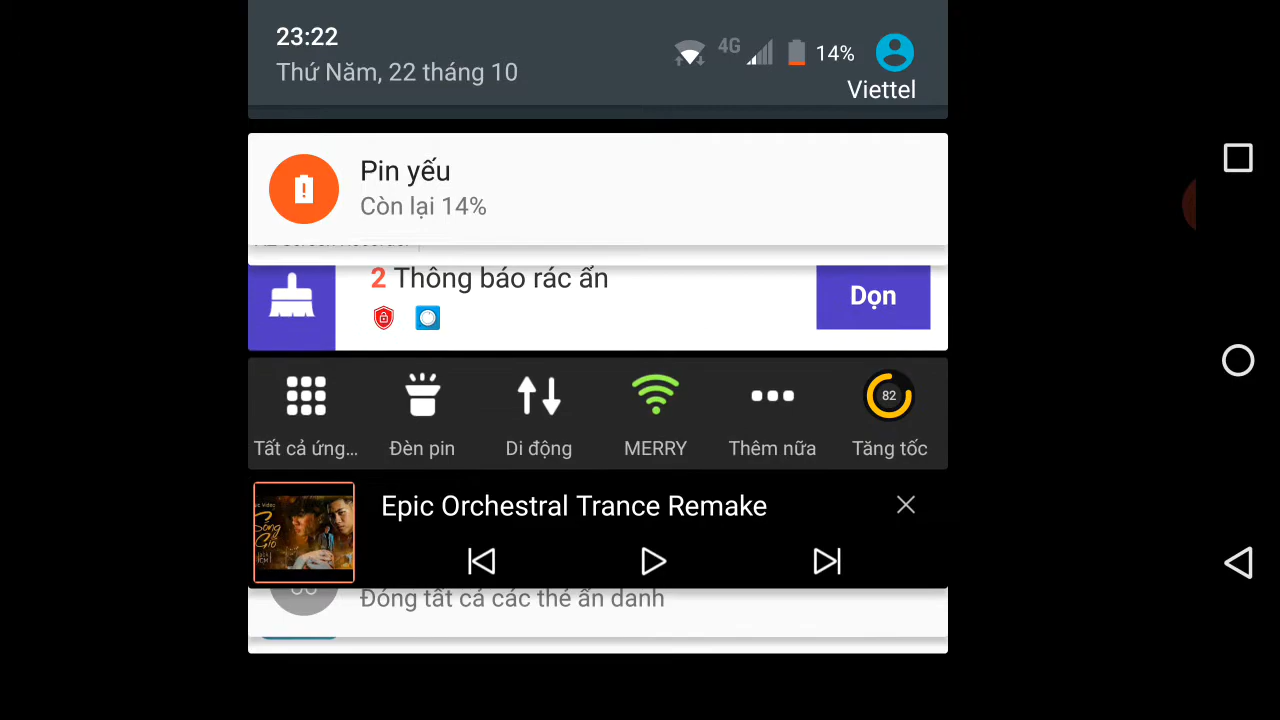 23:22
4G
14%
Thứ Năm, 22 tháng 10
Viettel
Pin yếu
Còn lại 14%
2 Thông báo rác ẩn
Dọn
82
Tất cả ứng...
Đèn pin
Di động
MERRY
Thêm nữa
Tăng tốc
Epic Orchestral Trance Remake
Đóng tất cả các thẻ ẩn danh